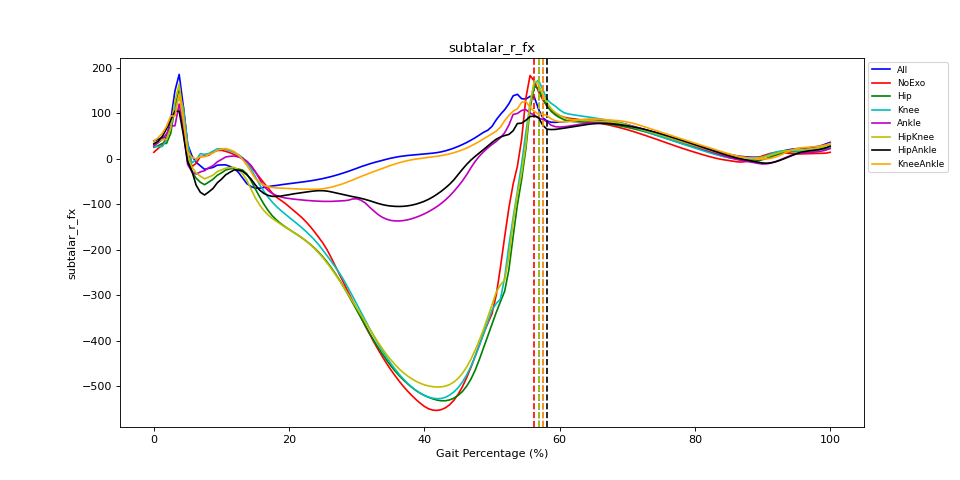 subtalar_r_fx
200
100
0
−100
−200
−300
−400
−500
subtalar_r_fx
0
20
40
60
80
100
Gait Percentage (%)
All
NoExo
Hip
Knee
Ankle
HipKnee
HipAnkle
KneeAnkle